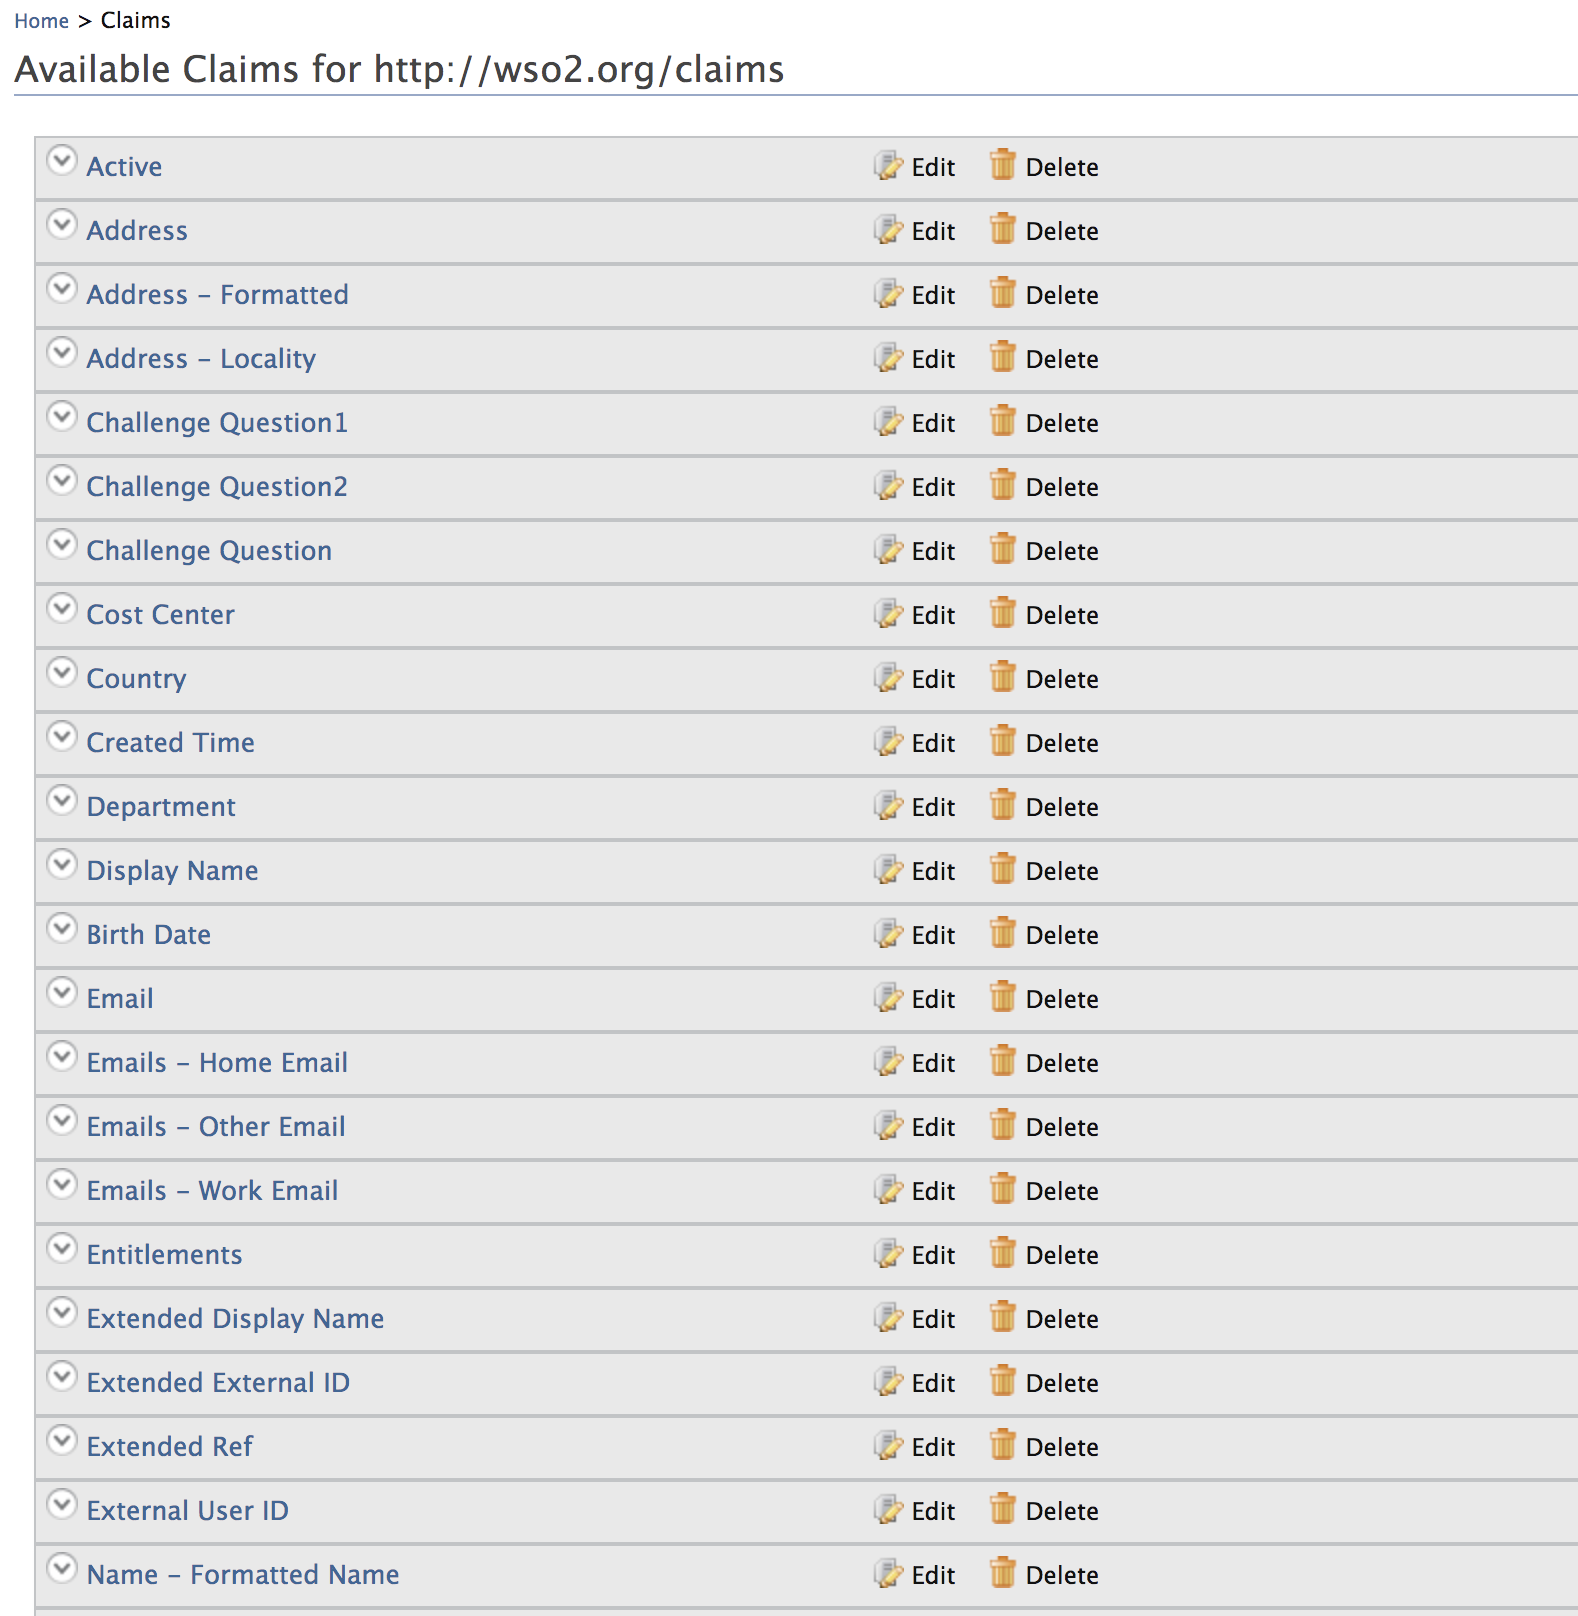 Home > Claims
Available Claims for http://wso2.org/claims
Active Edit Delete
Address Edit Delete
Address – Formatted Edit Delete
Address – Locality Edit Delete
Challenge Question1 Edit Delete
Challenge Question2 Edit Delete
Challenge Question Edit Delete
Cost Center Edit Delete
Country Edit Delete
Created Time Edit Delete
Department Edit Delete
Display Name Edit Delete
Birth Date Edit Delete
Email Edit Delete
Emails – Home Email Edit Delete
Emails – Other Email Edit Delete
Emails – Work Email Edit Delete
Entitlements Edit Delete
Extended Display Name Edit Delete
Extended External ID Edit Delete
Extended Ref Edit Delete
External User ID Edit Delete
Name – Formatted Name Edit Delete